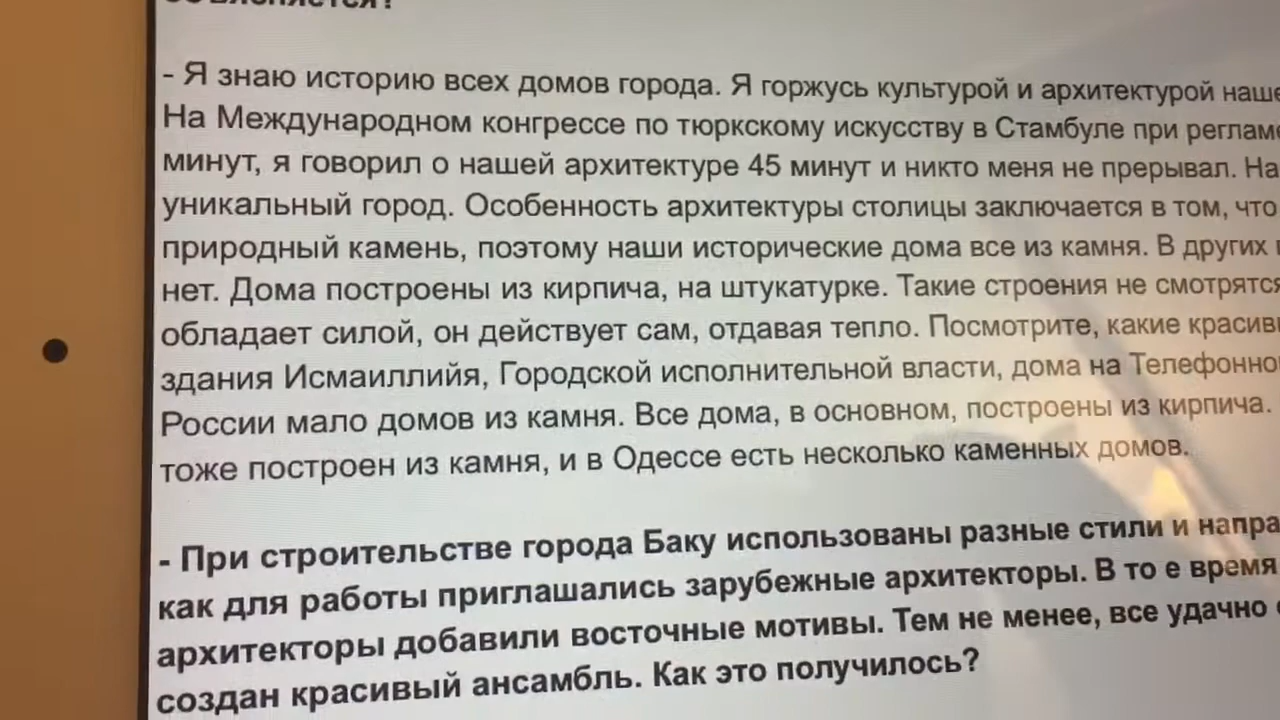 - Я знаю историю всех домов города. Я горжусь культурой и архитектурой
На Международном конгрессе по тюркскому искусству в Стамбуле при
минут, я говорил о нашей архитектуре 45 минут и никто меня не прерывал.
уникальный город. Особенность архитектуры столицы заключается в том, что
природный камень, поэтому наши исторические дома все из камня. В других
нет. Дома построены из кирпича, на штукатурке. Такие строения не смотрятся
обладает силой, он действует сам, отдавая тепло. Посмотрите, какие
здания Исмаиллийя, Городской исполнительной власти, дома на
России мало домов из камня. Все дома, в основном, построены из кирпича.
тоже построен из камня, и в Одессе есть несколько каменных домов.
- При строительстве города Баку использованы разные стили и
как для работы приглашались зарубежные архитекторы. В то е время
архитекторы добавили восточные мотивы. Тем не менее, все удачно
создан красивый ансамбль. Как это получилось?